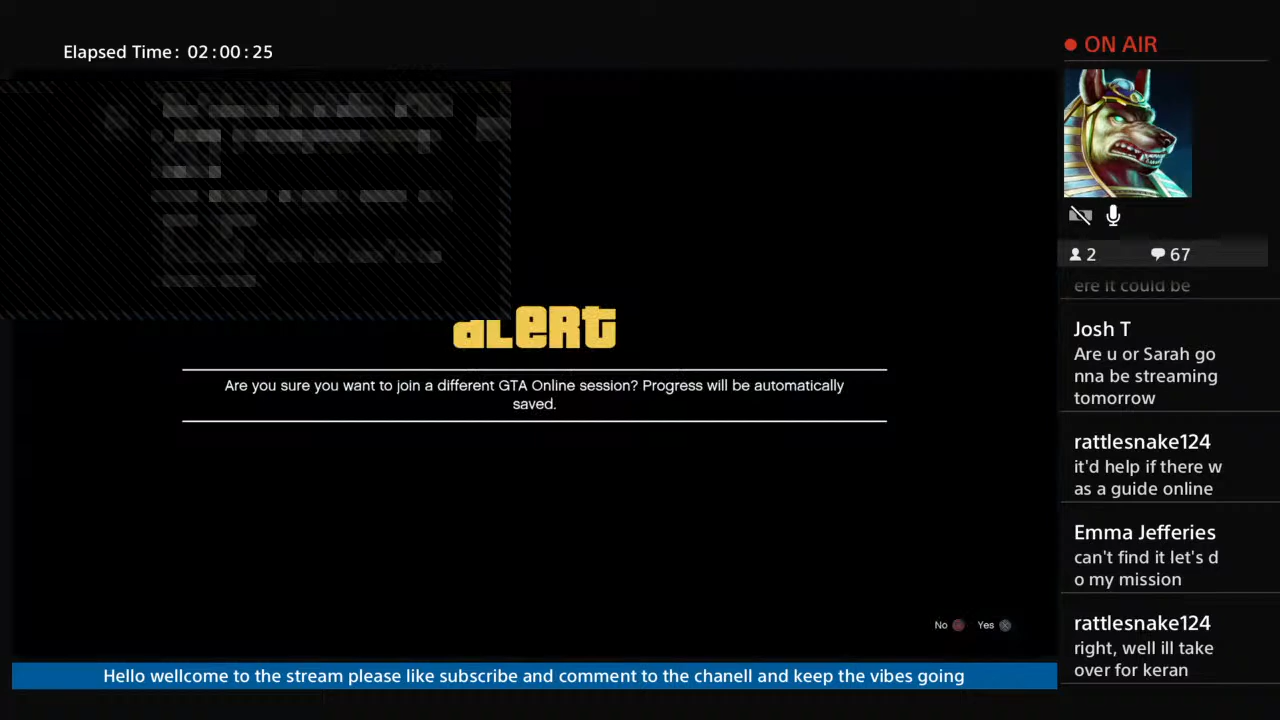 Elapsed Time: 02:00:25
ON AIR
2 67
ere it could be
Josh T
Are u or Sarah go
nna be streaming
tomorrow
rattlesnake124
it'd help if there w
as a guide online
Emma Jefferies
can't find it let's d
o my mission
rattlesnake124
right, well ill take
over for keran
alert
Are you sure you want to join a different GTA Online session? Progress will be automatically
saved.
No Yes
Hello wellcome to the stream please like subscribe and comment to the chanell and keep the vibes going